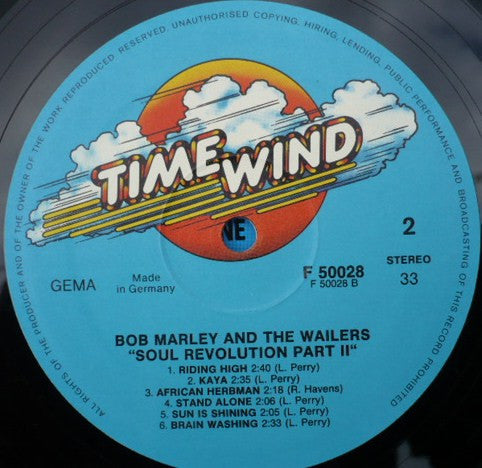 ALL RIGHTS OF THE PRODUCER AND OF THE OWNER OF THE WORK REPRODUCED RESERVED. UNAUTHORISED COPYING, HIRING, LENDING, PUBLIC PERFORMANCE AND BROADCASTING OF THIS RECORD PROHIBITED
TIME WIND
NE
2
STEREO
33
GEMA
Made
in Germany
F 50028
F 50028 B
BOB MARLEY AND THE WAILERS
"SOUL REVOLUTION PART II"
1. RIDING HIGH 2:40 (L. Perry)
2. KAYA 2:35 (L. Perry)
3. AFRICAN HERBMAN 2:18 (R. Havens)
4. STAND ALONE 2:06 (L. Perry)
5. SUN IS SHINING 2:05 (L. Perry)
6. BRAIN WASHING 2:33 (L. Perry)